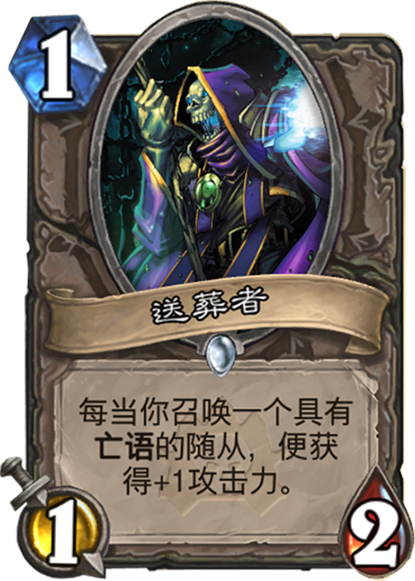 1
送葬者
每当你召唤一个具有
亡语的随从，便获
得+1攻击力。
1
2